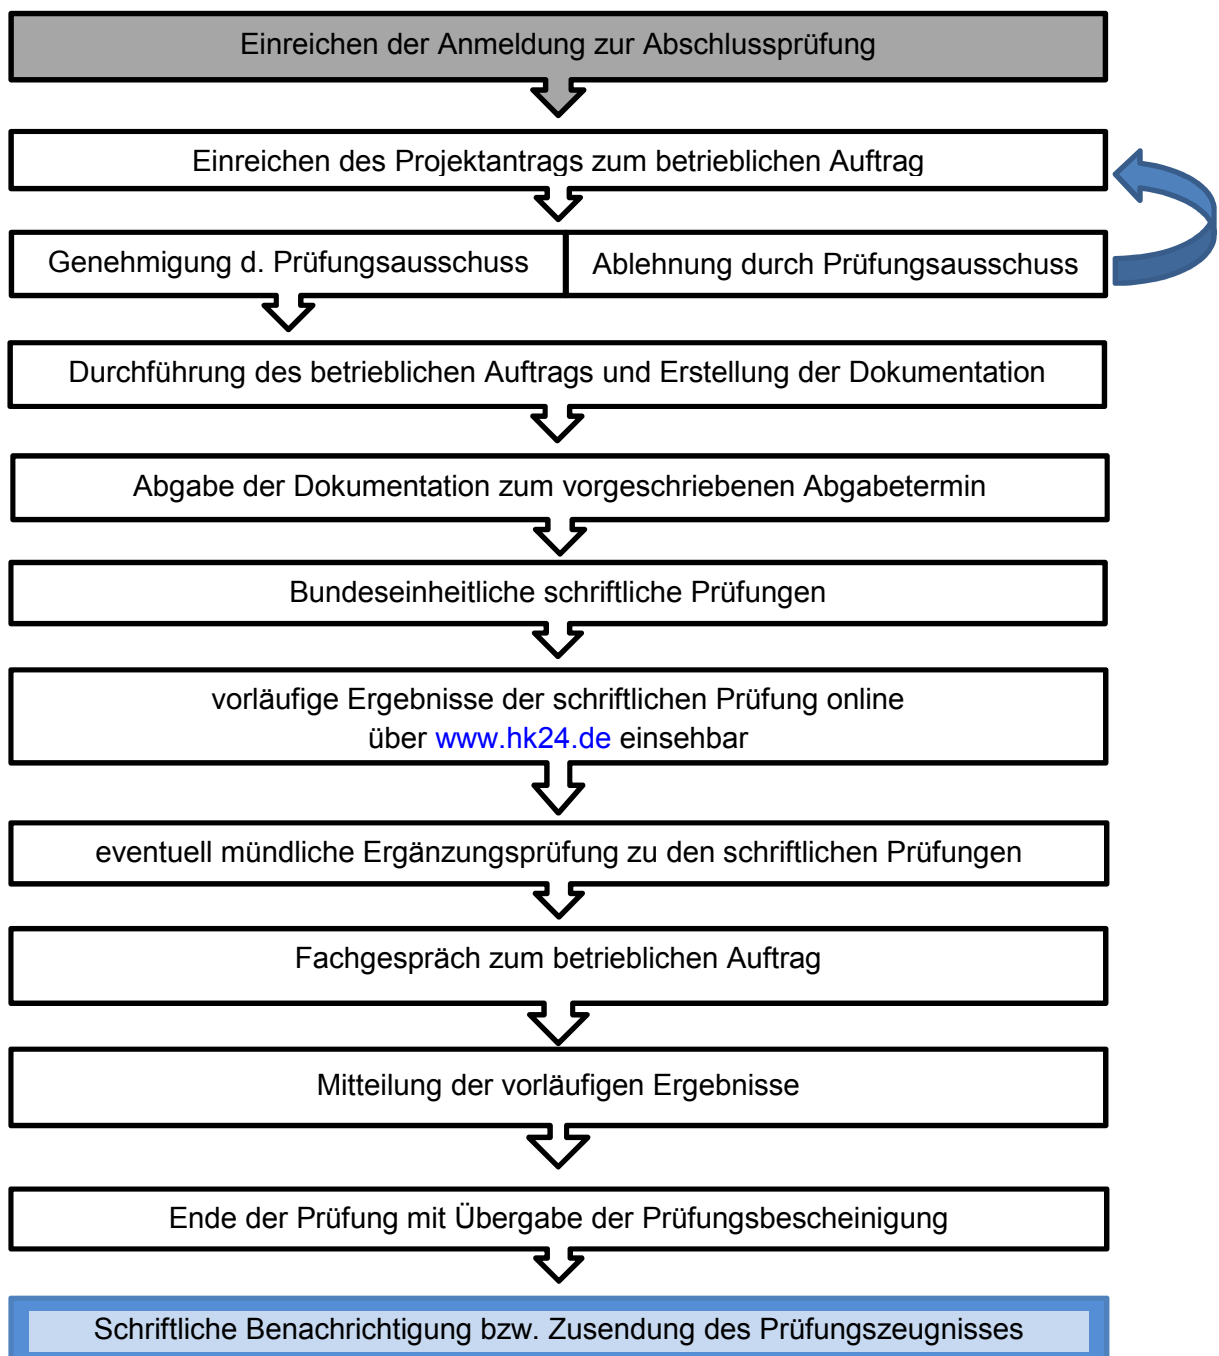 Einreichen der Anmeldung zur Abschlussprüfung
Einreichen des Projektantrags zum betrieblichen Auftrag
Genehmigung d. Prüfungsausschuss
Ablehnung durch Prüfungsausschuss
Durchführung des betrieblichen Auftrags und Erstellung der Dokumentation
Abgabe der Dokumentation zum vorgeschriebenen Abgabetermin
Bundeseinheitliche schriftliche Prüfungen
vorläufige Ergebnisse der schriftlichen Prüfung online
über www.hk24.de einsehbar
eventuell mündliche Ergänzungsprüfung zu den schriftlichen Prüfungen
Fachgespräch zum betrieblichen Auftrag
Mitteilung der vorläufigen Ergebnisse
Ende der Prüfung mit Übergabe der Prüfungsbescheinigung
Schriftliche Benachrichtigung bzw. Zusendung des Prüfungszeugnisses